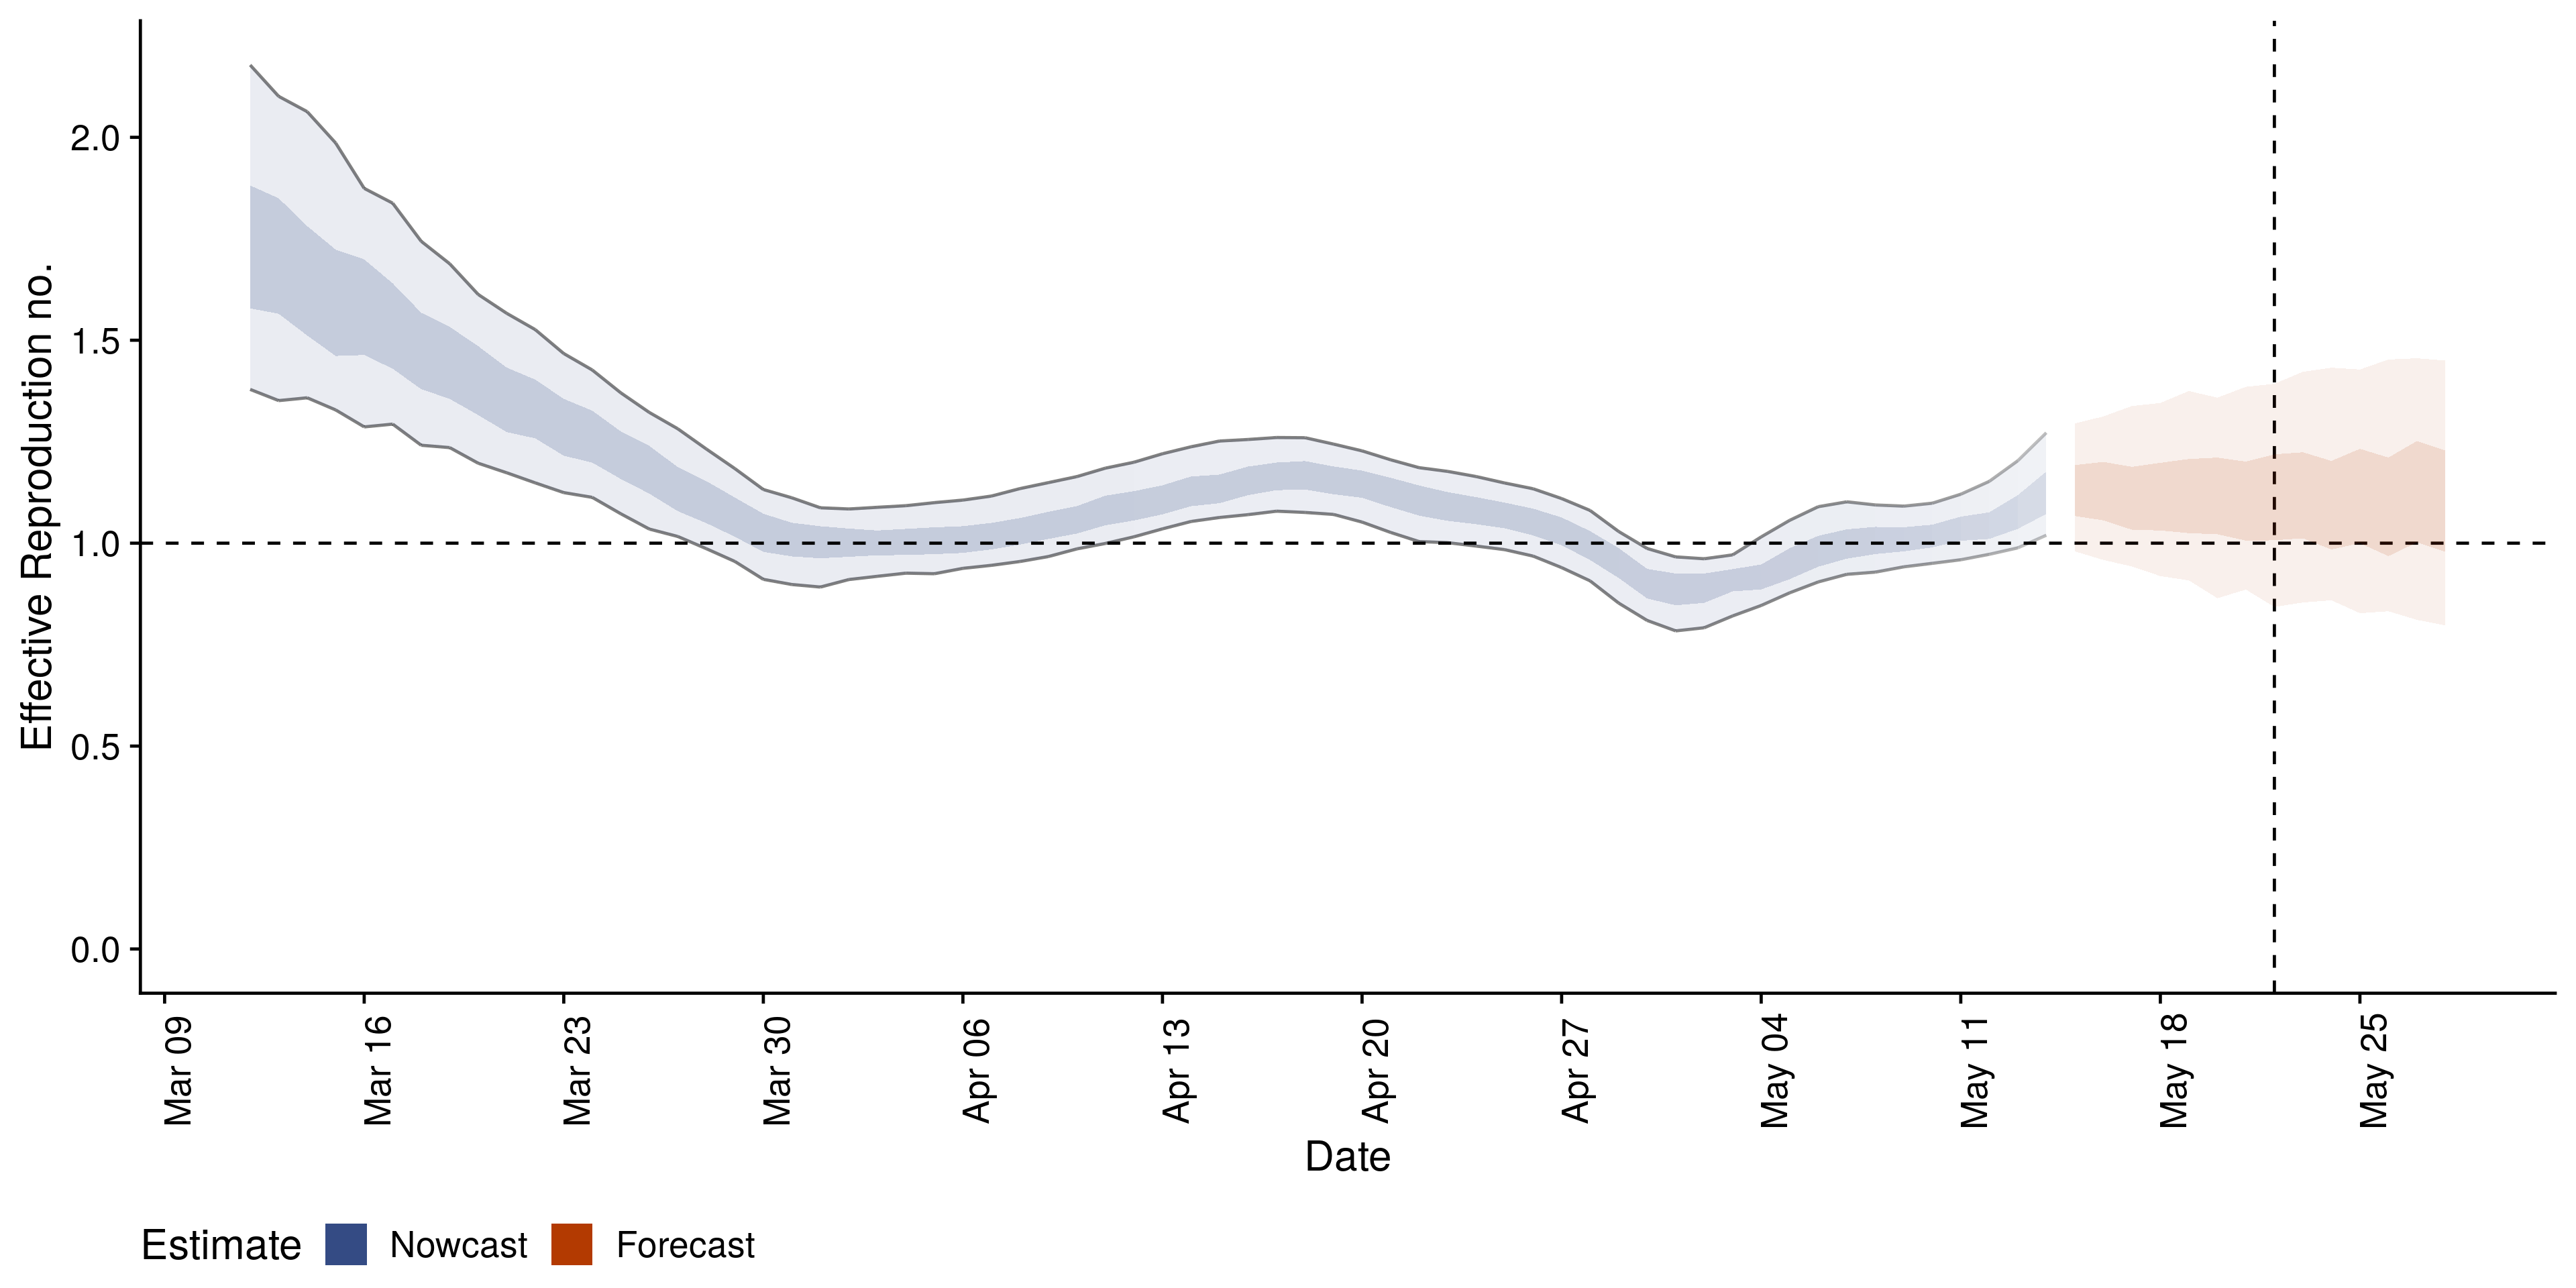 Effective Reproduction no.
2.0
1.5
1.0
0.5
0.0
Mar 09
Mar 16
Mar 23
Mar 30
Apr 06
Apr 13
Apr 20
Apr 27
May 04
May 11
May 18
May 25
Date
Estimate Nowcast Forecast